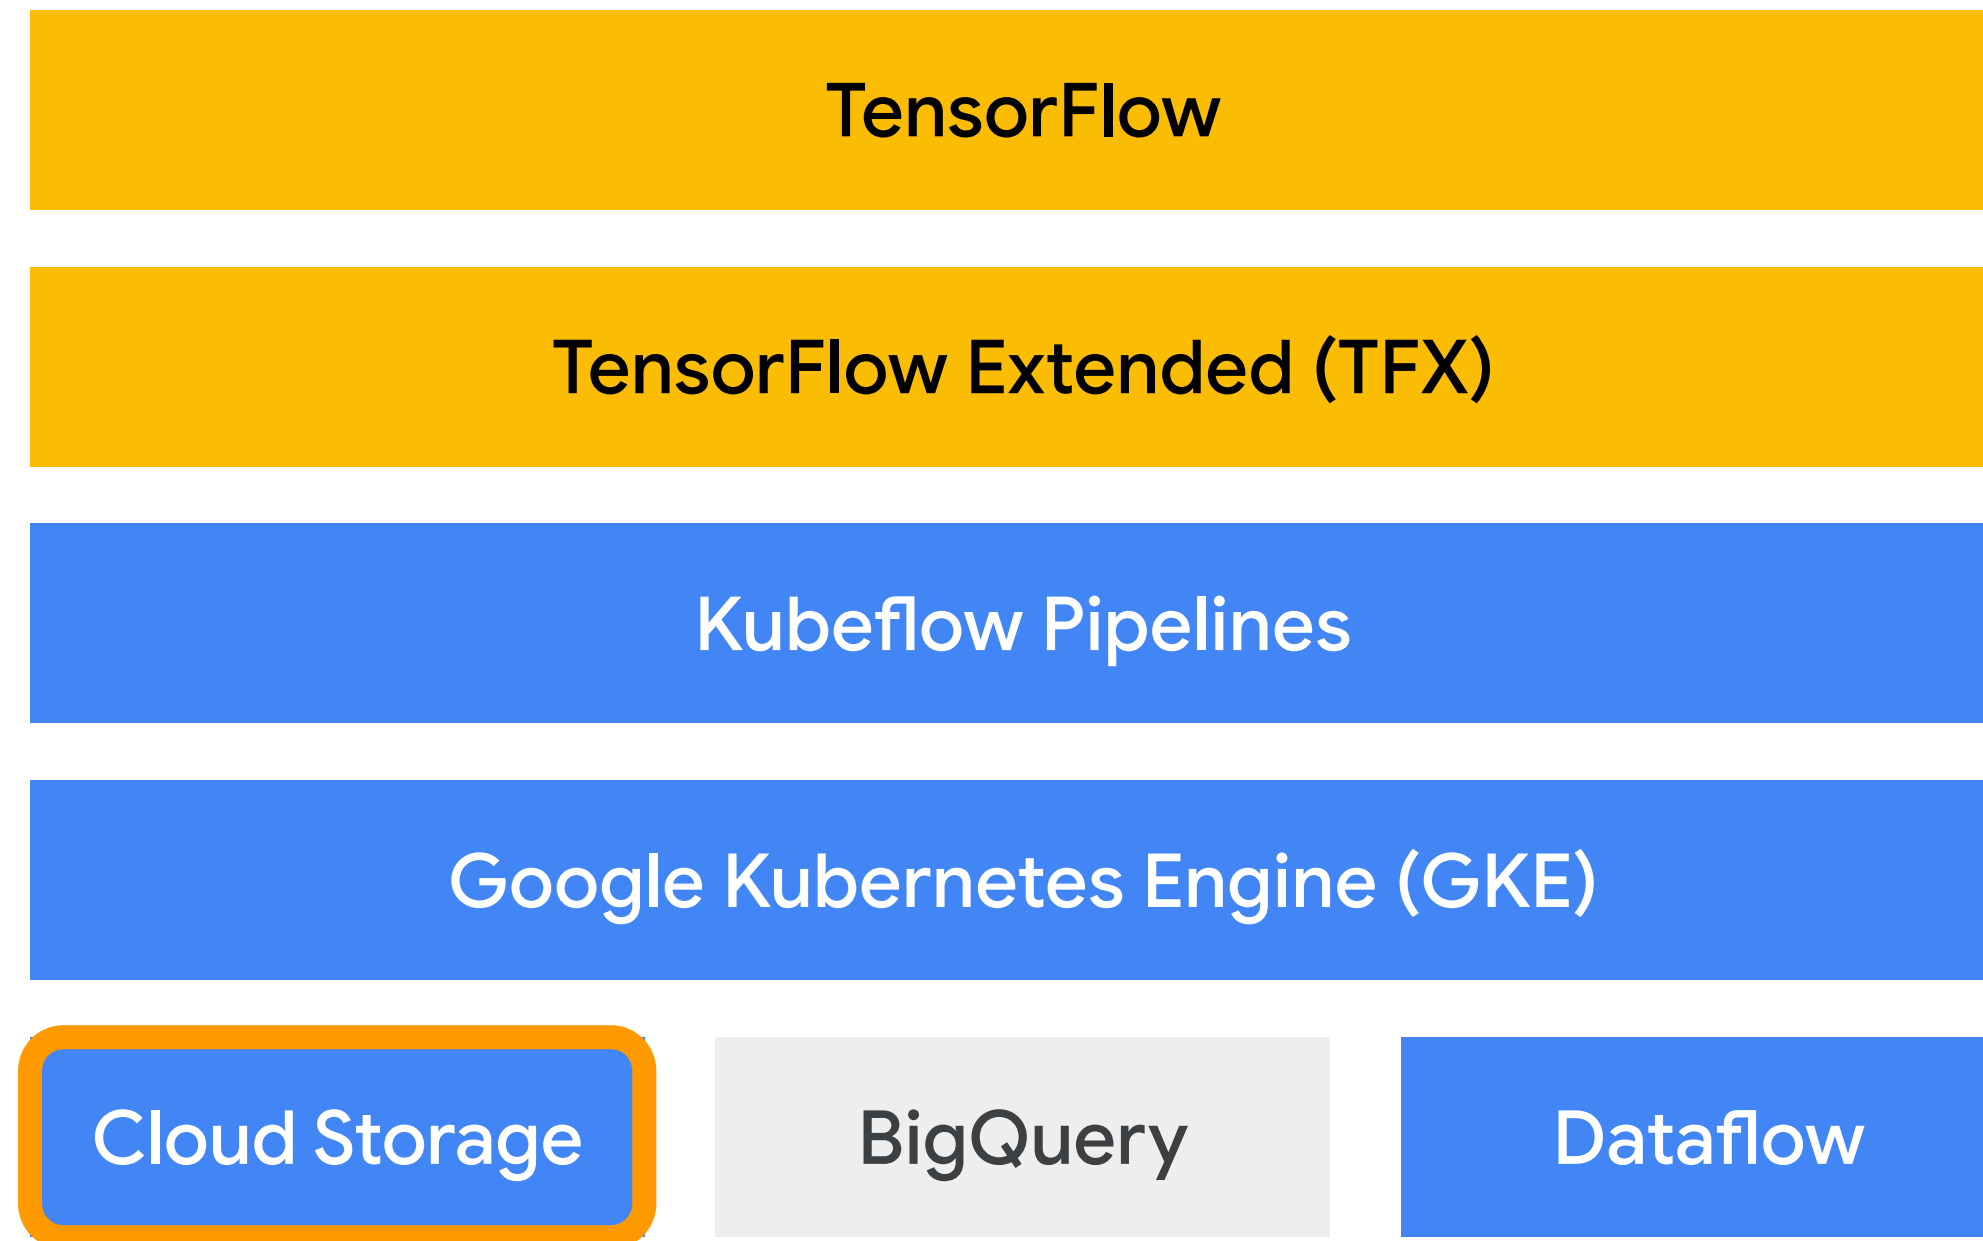 TensorFlow
TensorFlow Extended (TFX)
Kubeflow Pipelines
Google Kubernetes Engine (GKE)
Cloud Storage
BigQuery
Dataflow